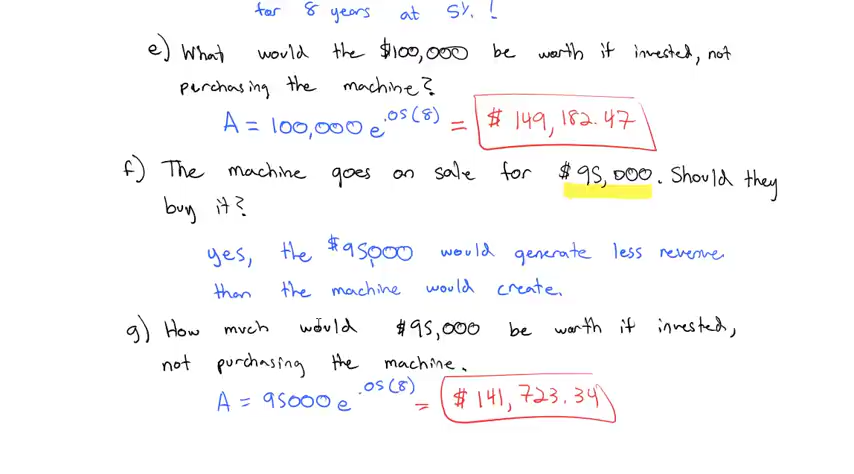 for 8 years at 5%!
e) What would the $100,000 be worth if invested, not
purchasing the machine?
A = 100,000 e^.05(8) = $149,182.47
f) The machine goes on sale for $95,000. Should they
buy it?
yes, the $95,000 would generate less revenue
than the machine would create.
g) How much would $95,000 be worth if invested,
not purchasing the machine.
A = 95000 e^.05(8) = $141,723.34